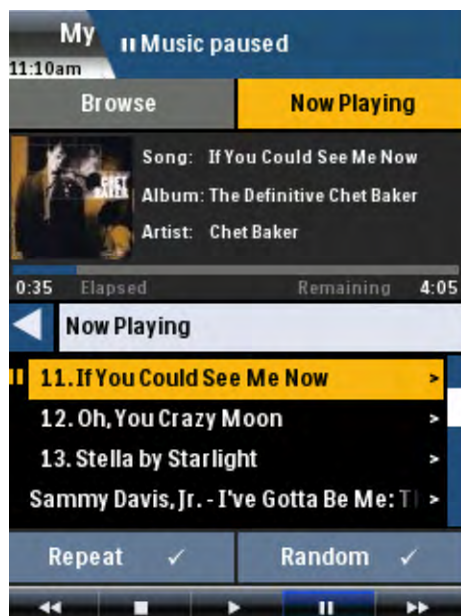 My
Music paused
11:10am
Browse
Now Playing
CHET
BAKER
Song: If You Could See Me Now
Album: The Definitive Chet Baker
Artist: Chet Baker
0:35 Elapsed Remaining 4:05
Now Playing
11. If You Could See Me Now >
12. Oh, You Crazy Moon >
13. Stella by Starlight >
Sammy Davis, Jr. - I've Gotta Be Me: T >
Repeat ✓ Random ✓